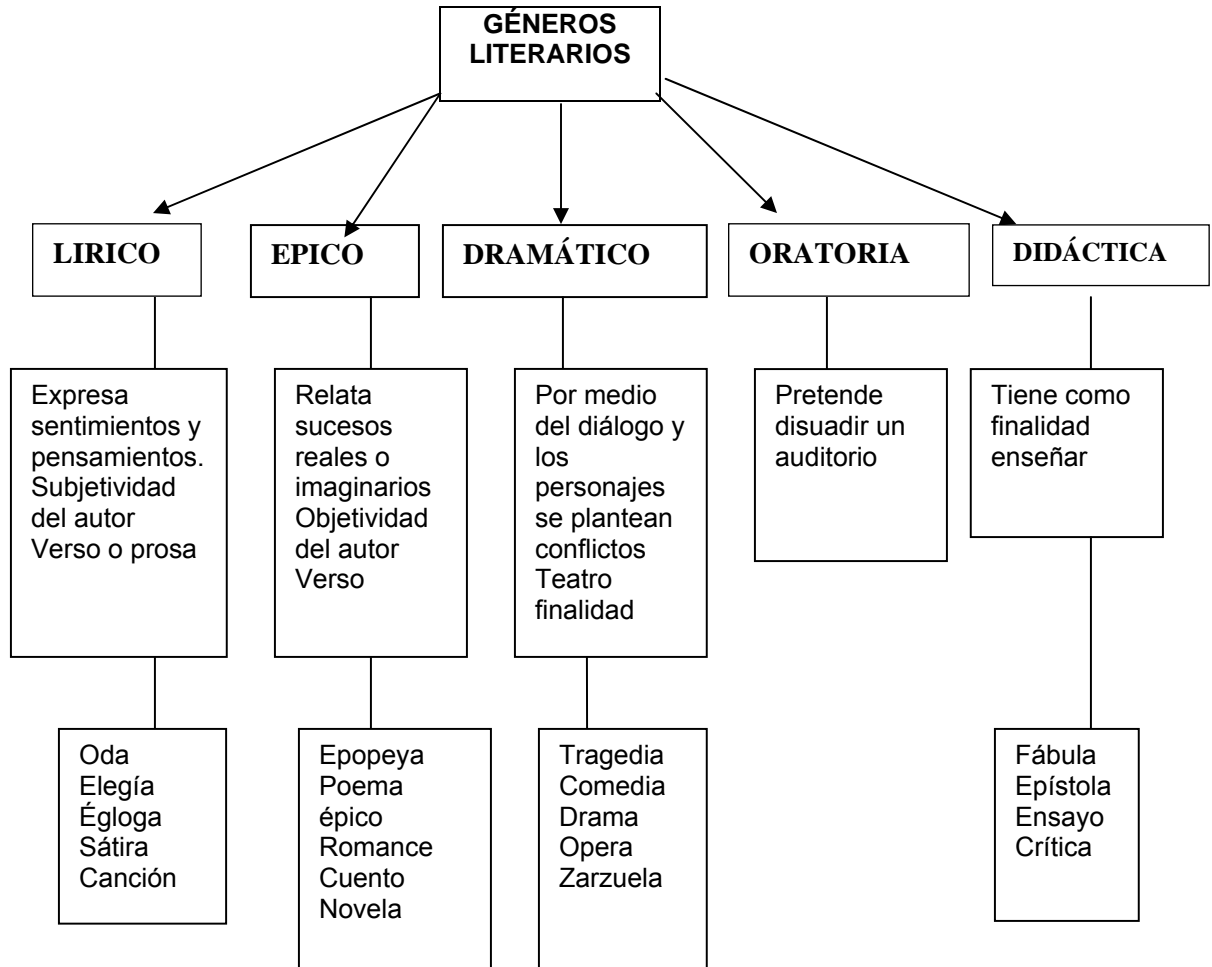 GÉNEROS
LITERARIOS
LIRICO
EPICO
DRAMÁTICO
ORATORIA
DIDÁCTICA
Expresa
sentimientos y
pensamientos.
Subjetividad
del autor
Verso o prosa
Relata
sucesos
reales o
imaginarios
Objetividad
del autor
Verso
Por medio
del diálogo y
los
personajes
se plantean
conflictos
Teatro
finalidad
Pretende
disuadir un
auditorio
Tiene como
finalidad
enseñar
Oda
Elegía
Égloga
Sátira
Canción
Epopeya
Poema
épico
Romance
Cuento
Novela
Tragedia
Comedia
Drama
Opera
Zarzuela
Fábula
Epístola
Ensayo
Crítica